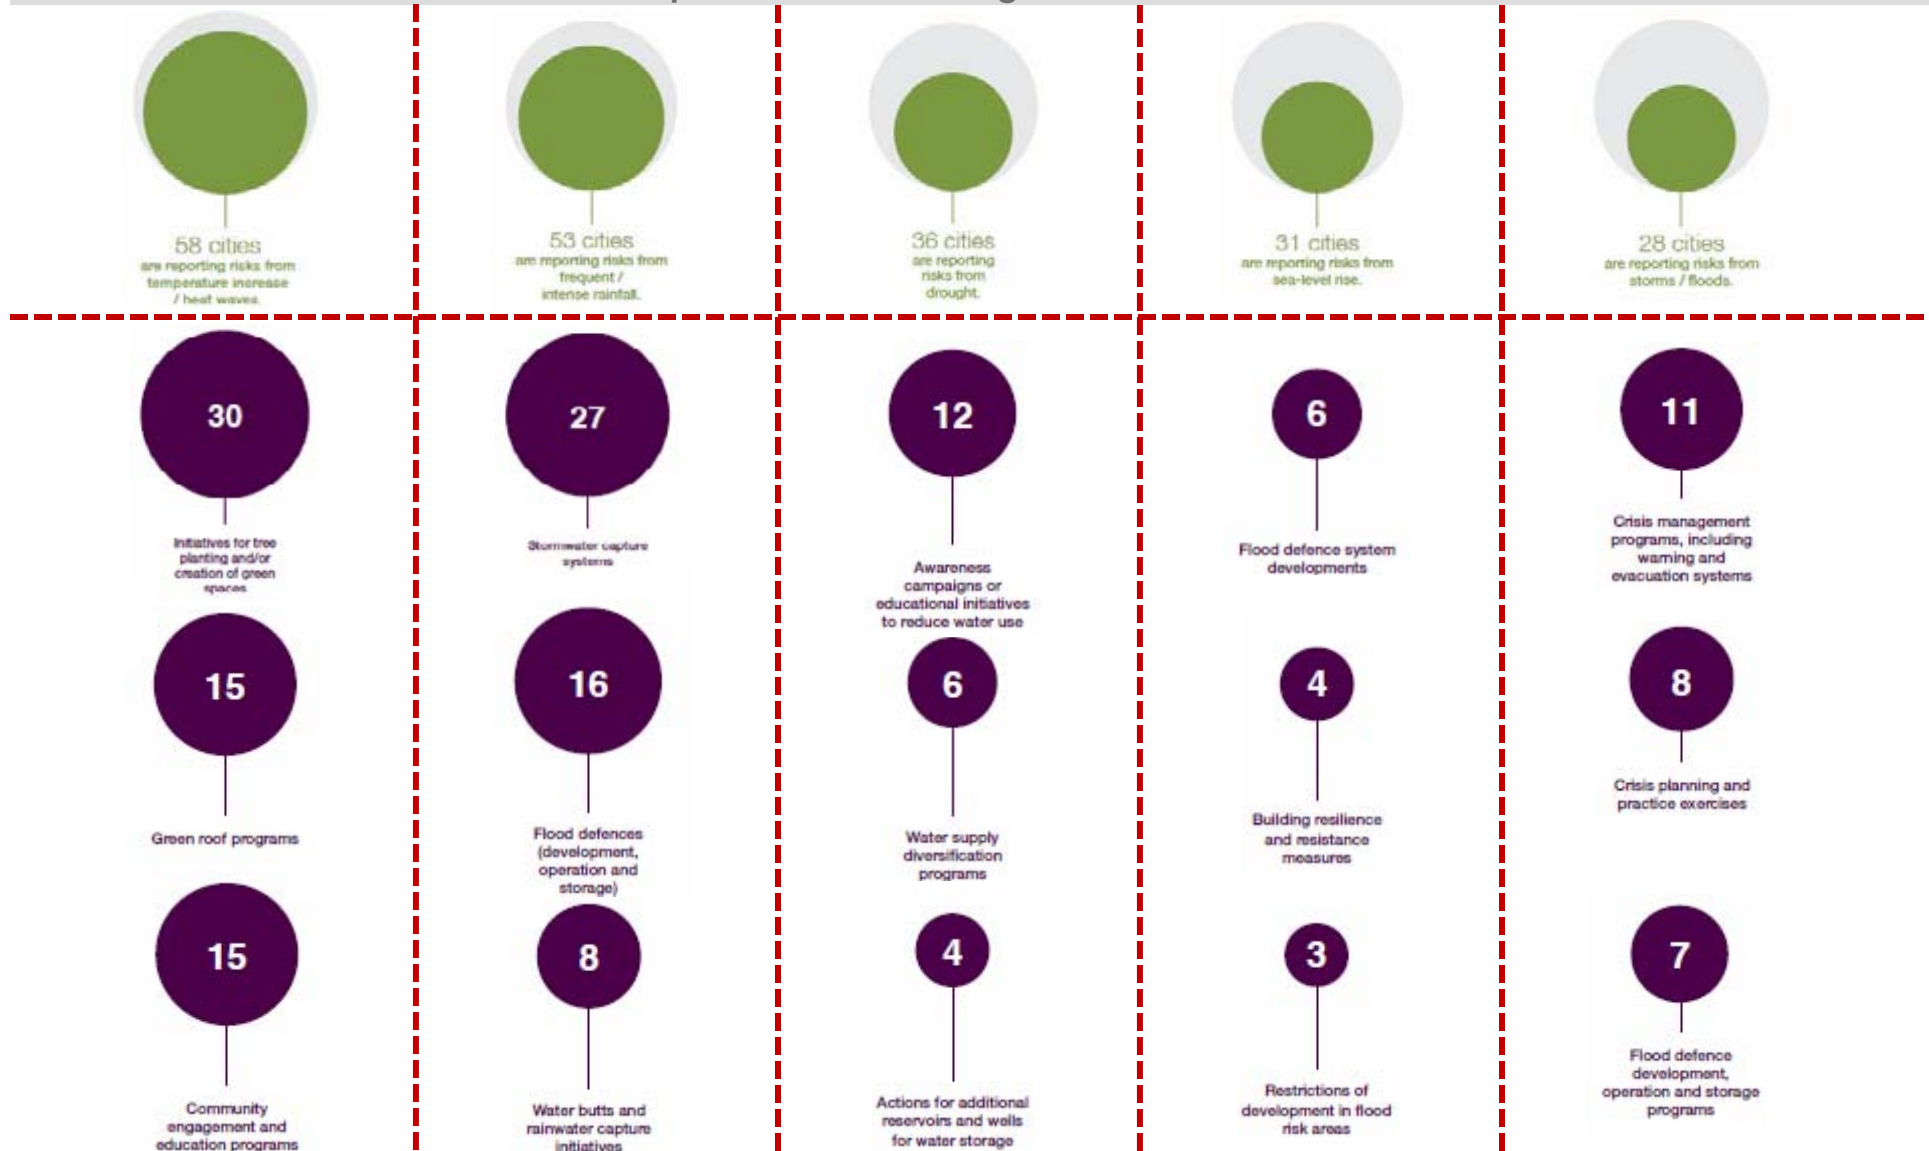 58 cities
are reporting risks from
temperature increase
/ heat waves.
53 cities
are reporting risks from
frequent /
intense rainfall.
36 cities
are reporting
risks from
drought.
31 cities
are reporting risks from
sea-level rise.
28 cities
are reporting risks from
storms / floods.
30
Initiatives for tree
planting and/or
creation of green
spaces
27
Stormwater capture
systems
12
Awareness
campaigns or
educational initiatives
to reduce water use
6
Flood defence system
developments
11
Crisis management
programs, including
warning and
evacuation systems
15
Green roof programs
16
Flood defences
(development,
operation and
storage)
6
Water supply
diversification
programs
4
Building resilience
and resistance
measures
8
Crisis planning and
practice exercises
15
Community
engagement and
education programs
8
Water butts and
rainwater capture
initiatives
4
Actions for additional
reservoirs and wells
for water storage
3
Restrictions of
development in flood
risk areas
7
Flood defence
development,
operation and storage
programs